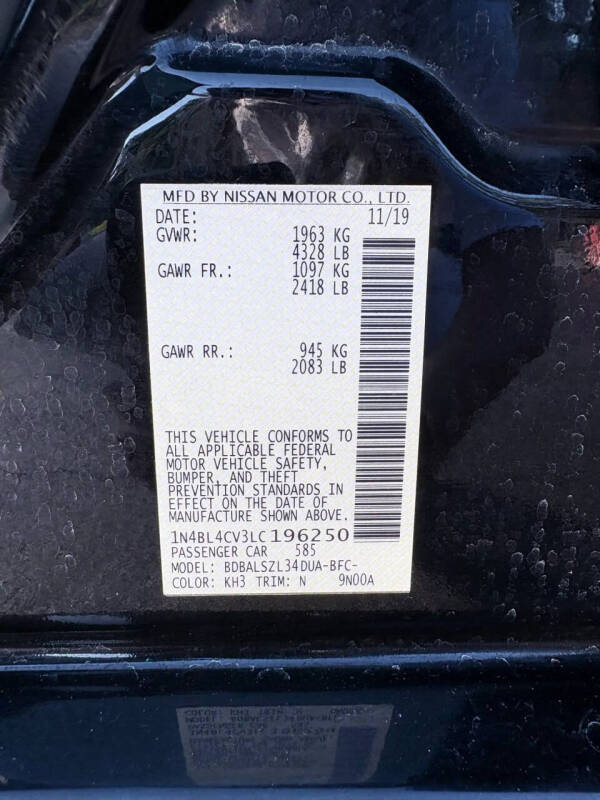 MFD BY NISSAN MOTOR CO., LTD.
DATE: 11/19
GVWR: 1963 KG
4328 LB
GAWR FR.: 1097 KG
2418 LB
GAWR RR.: 945 KG
2083 LB
THIS VEHICLE CONFORMS TO
ALL APPLICABLE FEDERAL
MOTOR VEHICLE SAFETY,
BUMPER, AND THEFT
PREVENTION STANDARDS IN
EFFECT ON THE DATE OF
MANUFACTURE SHOWN ABOVE.
1N4BL4CV3LC196250
PASSENGER CAR 585
MODEL: BDBALSZL34DUA-BFC-
COLOR: KH3 TRIM: N 9N00A